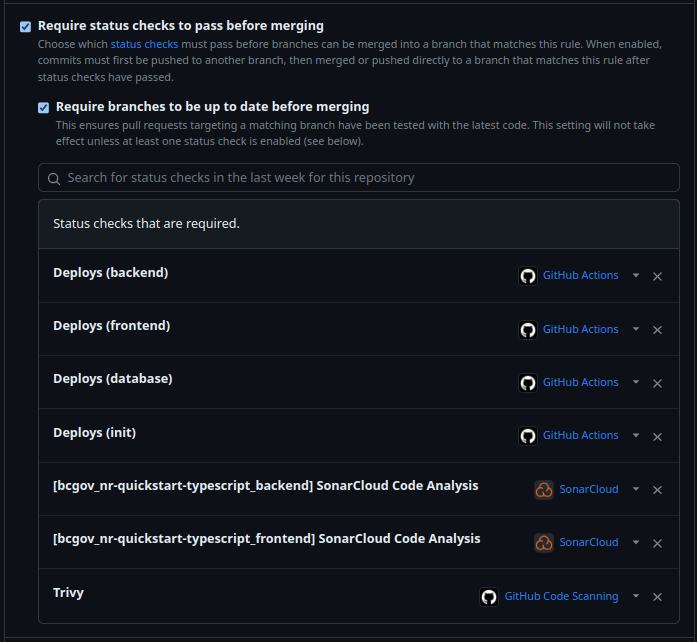 Require status checks to pass before merging
Choose which status checks must pass before branches can be merged into a branch that matches this rule. When enabled,
commits must first be pushed to another branch, then merged or pushed directly to a branch that matches this rule after
status checks have passed.
Require branches to be up to date before merging
This ensures pull requests targeting a matching branch have been tested with the latest code. This setting will not take
effect unless at least one status check is enabled (see below).
Search for status checks in the last week for this repository
Status checks that are required.
Deploys (backend) GitHub Actions
Deploys (frontend) GitHub Actions
Deploys (database) GitHub Actions
Deploys (init) GitHub Actions
[bcgov_nr-quickstart-typescript_backend] SonarCloud Code Analysis SonarCloud
[bcgov_nr-quickstart-typescript_frontend] SonarCloud Code Analysis SonarCloud
Trivy GitHub Code Scanning